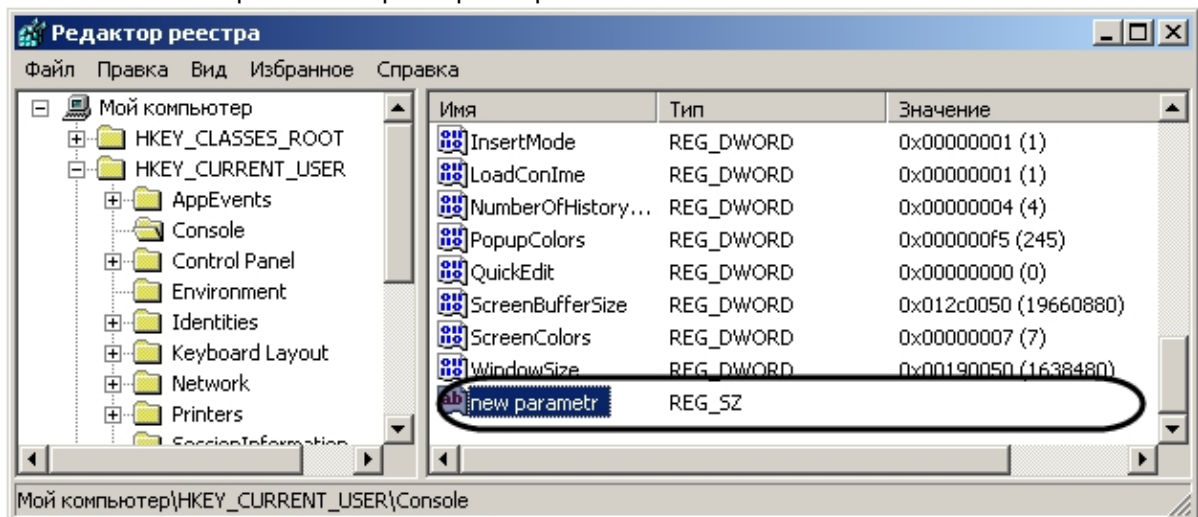 Редактор реестра
Файл Правка Вид Избранное Справка
Мой компьютер
HKEY_CLASSES_ROOT
HKEY_CURRENT_USER
AppEvents
Console
Control Panel
Environment
Identities
Keyboard Layout
Network
Printers
SessionInformation
Имя Тип Значение
InsertMode REG_DWORD 0x00000001 (1)
LoadConIme REG_DWORD 0x00000001 (1)
NumberOfHistory... REG_DWORD 0x00000004 (4)
PopupColors REG_DWORD 0x000000f5 (245)
QuickEdit REG_DWORD 0x00000000 (0)
ScreenBufferSize REG_DWORD 0x012c0050 (19660880)
ScreenColors REG_DWORD 0x00000007 (7)
WindowSize REG_DWORD 0x00190050 (1638480)
new parametr REG_SZ
Мой компьютер\HKEY_CURRENT_USER\Console